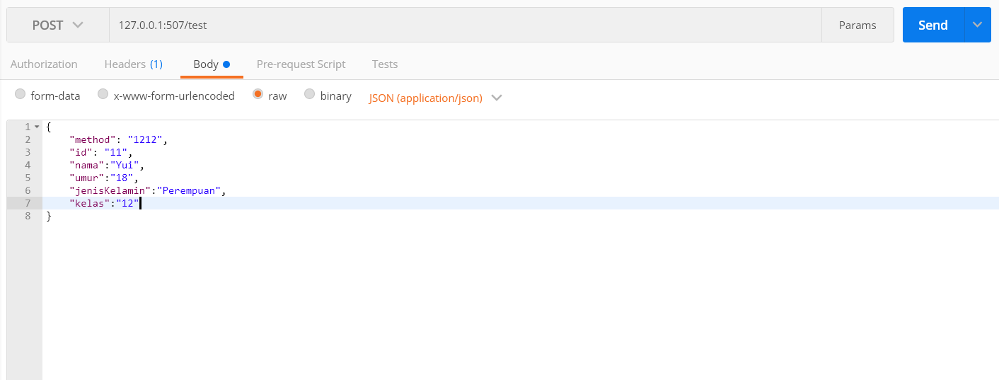 POST 127.0.0.1:507/test Params Send
Authorization Headers (1) Body Pre-request Script Tests
form-data x-www-form-urlencoded raw binary JSON (application/json)
1 {
2 "method": "1212",
3 "id": "11",
4 "nama":"Yui",
5 "umur":"18",
6 "jenisKelamin":"Perempuan",
7 "kelas":"12"
8 }